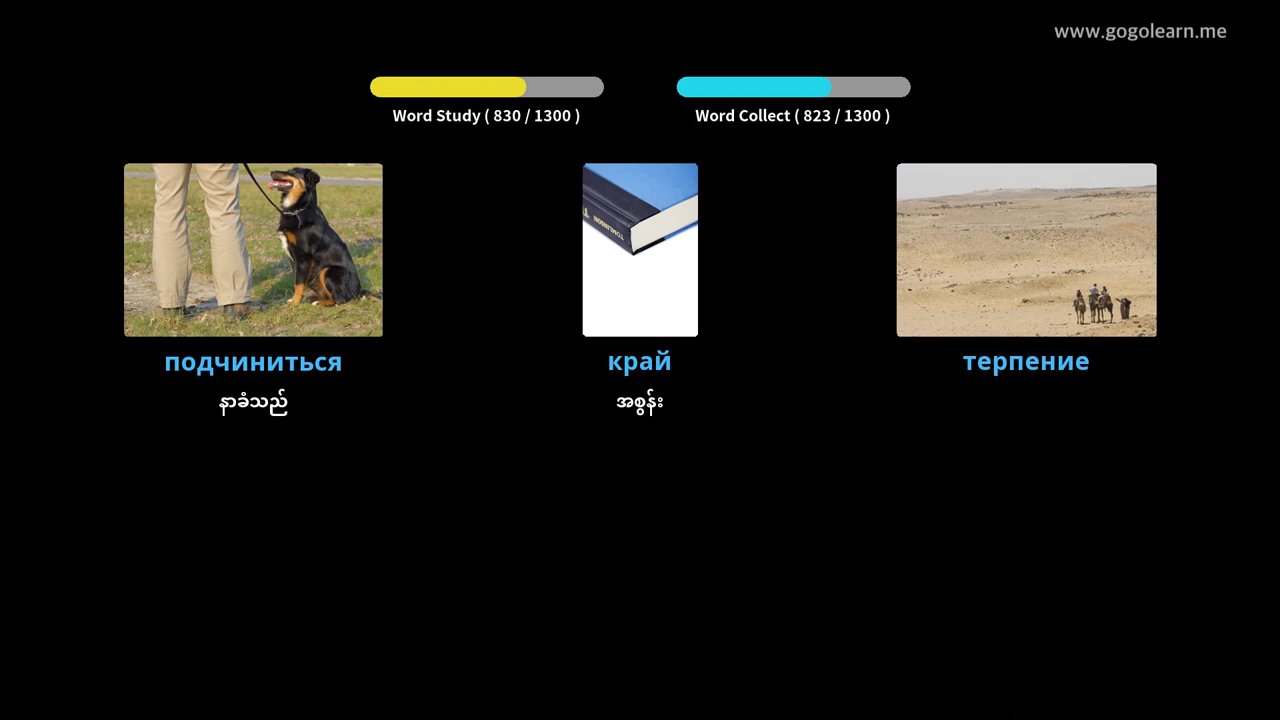 www.gogolearn.me
Word Study ( 830 / 1300 )
Word Collect ( 823 / 1300 )
TOMLINSON
подчиниться
край
терпение
နာခံသည်
အစွန်း